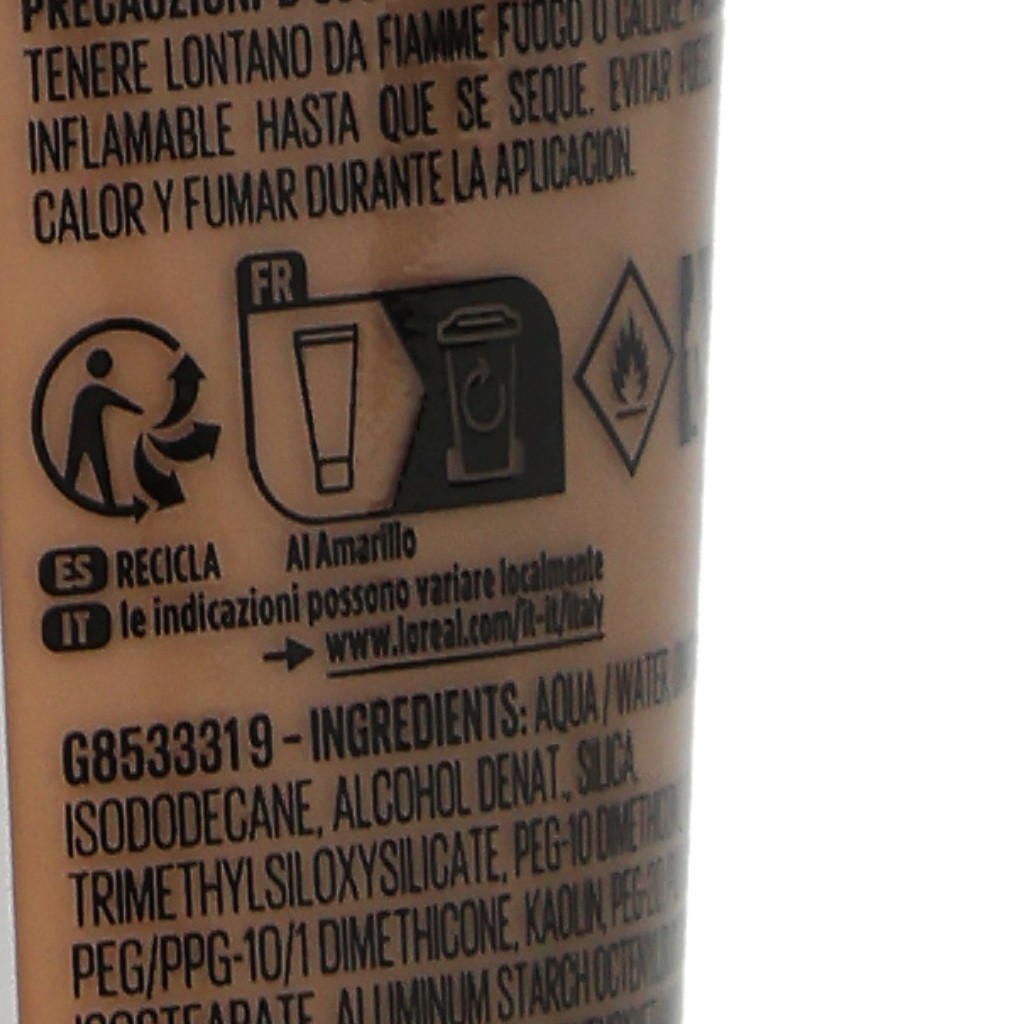 PRECAUZIONI D'
TENERE LONTANO DA FIAMME FUOCO O CALORE
INFLAMABLE HASTA QUE SE SEQUE. EVITAR
CALOR Y FUMAR DURANTE LA APLICACION.
FR
ES RECICLA Al Amarillo
IT le indicazioni possono variare localmente
www.loreal.com/it-it/italy
G8533319 - INGREDIENTS: AQUA / WATER,
ISODODECANE, ALCOHOL DENAT., SILICA
TRIMETHYLSILOXYSILICATE, PEG-10
PEG/PPG-10/1 DIMETHICONE, KAOLIN,
ALUMINUM STARCH